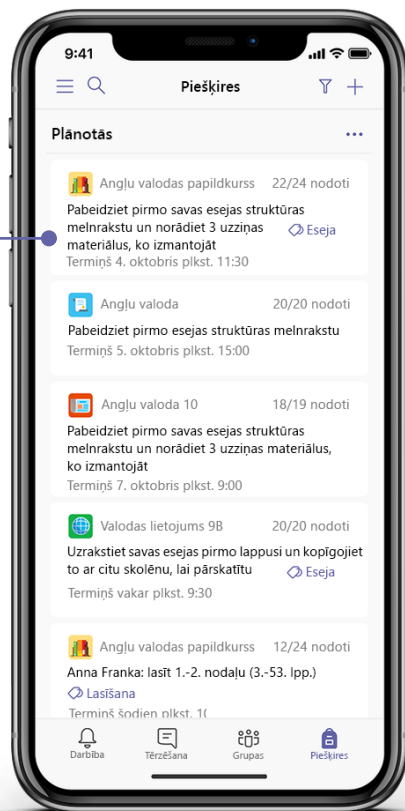 9:41
Piešķires
Plānotās
Angļu valodas papildkurss 22/24 nodoti
Pabeidziet pirmo savas esejas struktūras
melnrakstu un norādiet 3 uzziņas
materiālus, ko izmantojāt
Eseja
Termiņš 4. oktobris plkst. 11:30
Angļu valoda 20/20 nodoti
Pabeidziet pirmo esejas struktūras melnrakstu
Termiņš 5. oktobris plkst. 15:00
Angļu valoda 10 18/19 nodoti
Pabeidziet pirmo savas esejas struktūras
melnrakstu un norādiet 3 uzziņas materiālus,
ko izmantojāt
Termiņš 7. oktobris plkst. 9:00
Valodas lietojums 9B 20/20 nodoti
Uzrakstiet savas esejas pirmo lappusi un kopīgojiet
to ar citu skolēnu, lai pārskatītu
Eseja
Termiņš vakar plkst. 9:30
Angļu valodas papildkurss 12/24 nodoti
Anna Franka: lasīt 1.-2. nodaļu (3.-53. lpp.)
Lasīšana
Termiņš šodien plkst.
Darbība Tērzēšana Grupas Piešķires